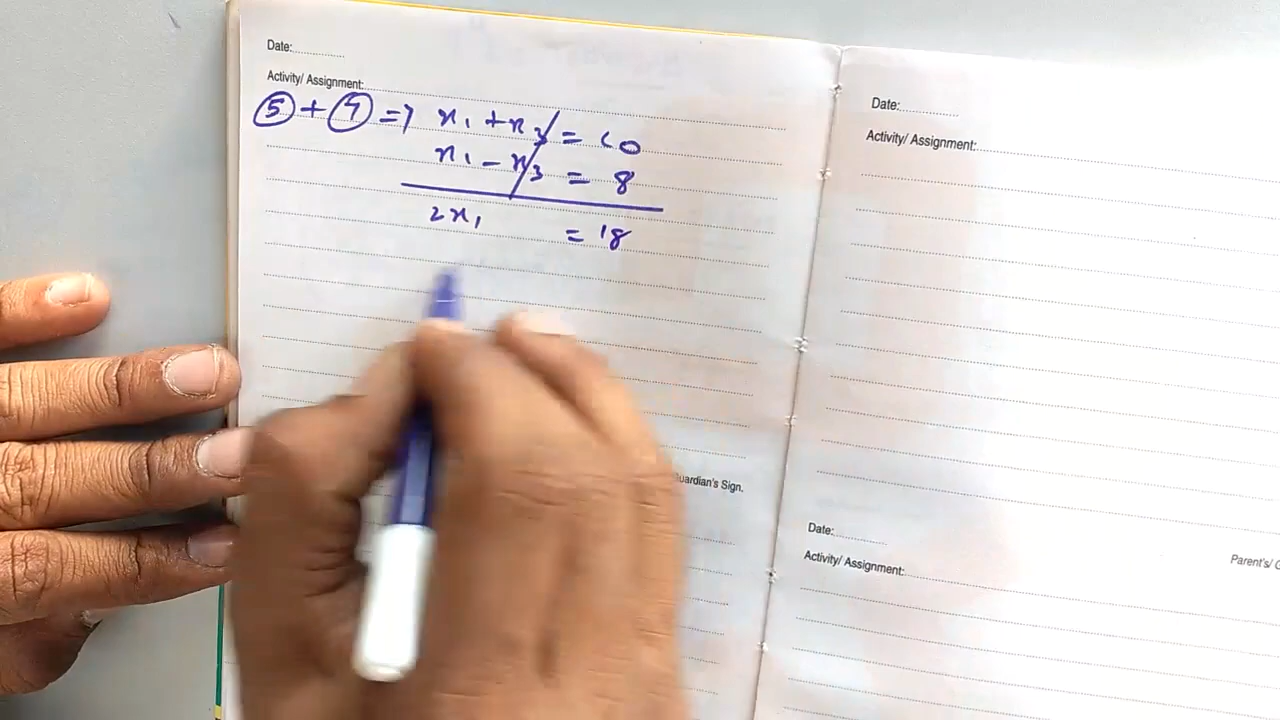 Date:
Activity/ Assignment:
⑤ + ④ => x₁ + x₃ = 10
x₁ - x₃ = 8
2x₁ = 18
Guardian's Sign.
Date:
Activity/ Assignment:
Date:
Parent's/ G
Activity/ Assignment: